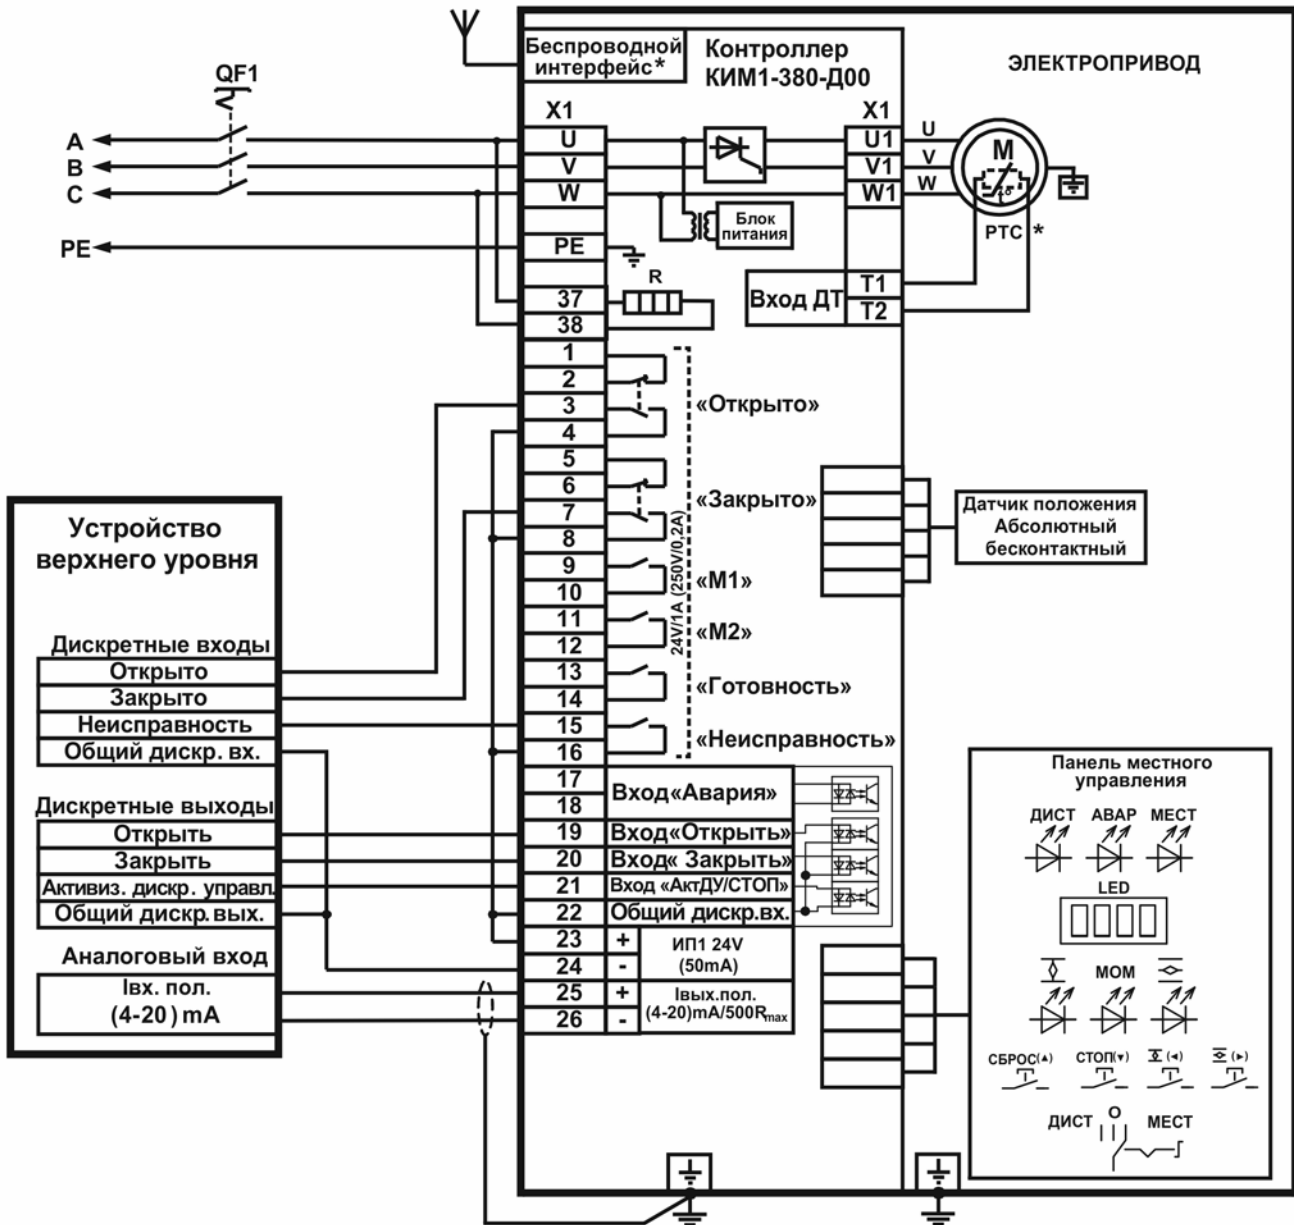 Беспроводной
интерфейс*
Контроллер
КИМ1-380-Д00
ЭЛЕКТРОПРИВОД
QF1
X1
X1
A
B
C
PE
U
V
W
PE
37
38
1
2
3
4
5
6
7
8
9
10
11
12
13
14
15
16
17
18
19
20
21
22
23
24
25
26
U1
V1
W1
U
V
W
M
t°
РТС *
Блок
питания
R
Вход ДТ
T1
T2
«Открыто»
«Закрыто»
«М1»
«М2»
«Готовность»
«Неисправность»
24V/1A (250V/0,2A)
Датчик положения
Абсолютный
бесконтактный
Устройство
верхнего уровня
Дискретные входы
Открыто
Закрыто
Неисправность
Общий дискр. вх.
Дискретные выходы
Открыть
Закрыть
Активиз. дискр. управл.
Общий дискр. вых.
Аналоговый вход
Iвх. пол.
(4-20) mA
Вход«Авария»
Вход«Открыть»
Вход« Закрыть»
Вход «АктДУ/СТОП»
Общий дискр.вх.
+
-
ИП1 24V
(50mA)
+
-
Iвых.пол.
(4-20)mA/500Rmax
Панель местного
управления
ДИСТ АВАР МЕСТ
LED
МОМ
СБРОС(▲) СТОП(▼) (◄) (►)
ДИСТ О МЕСТ